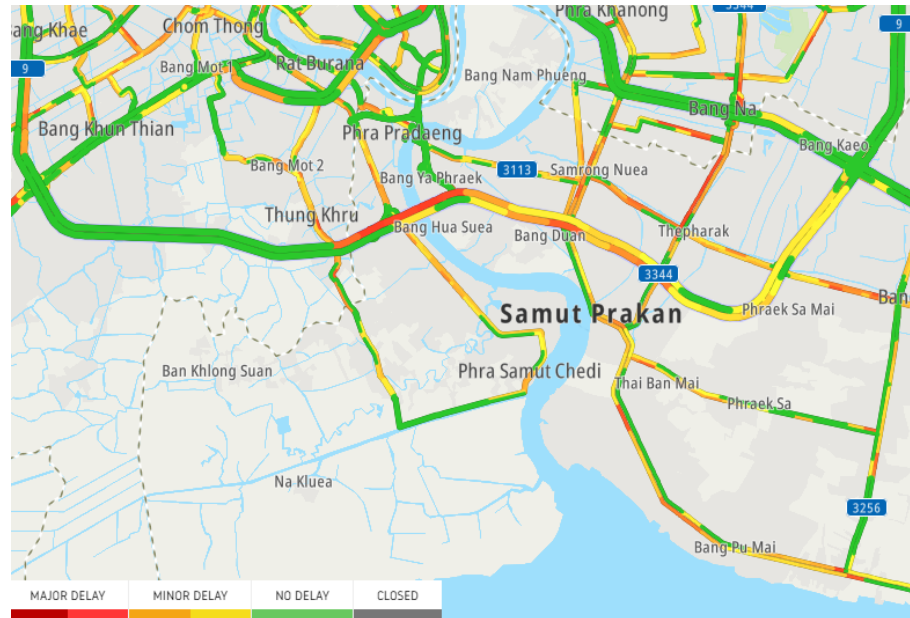 Phra Khanong
3344
ang Khae
Chom Thong
9
Rat Burana
Bang Mot 1
9
Bang Nam Phueng
Bang Na
Bang Khun Thian
Phra Pradaeng
Bang Kaeo
Bang Mot 2
3113
Samrong Nuea
Bang Ya Phraek
Thung Khru
Bang Hua Suea
Bang Duan
Thepharak
3344
Ban
Samut Prakan
Phraek Sa Mai
Ban Khlong Suan
Phra Samut Chedi
Thai Ban Mai
Phraek Sa
Na Kluea
3256
Bang Pu Mai
MAJOR DELAY MINOR DELAY NO DELAY CLOSED